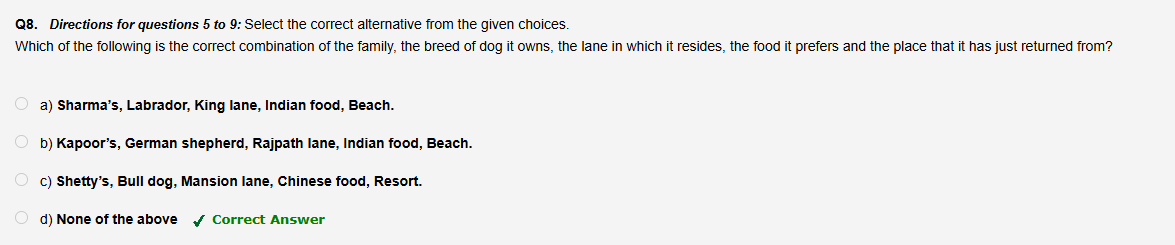 Q8. Directions for questions 5 to 9: Select the correct alternative from the given choices.
Which of the following is the correct combination of the family, the breed of dog it owns, the lane in which it resides, the food it prefers and the place that it has just returned from?
a) Sharma's, Labrador, King lane, Indian food, Beach.
b) Kapoor's, German shepherd, Rajpath lane, Indian food, Beach.
c) Shetty's, Bull dog, Mansion lane, Chinese food, Resort.
d) None of the above ✓ Correct Answer